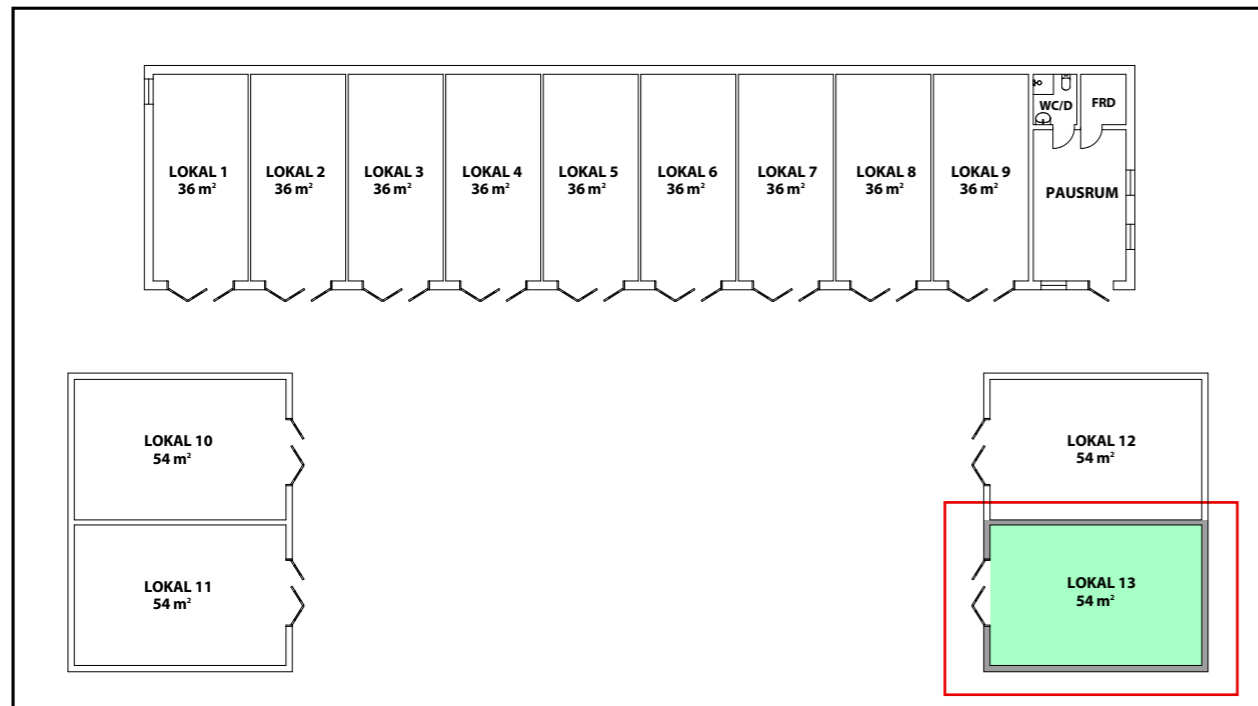 WC/D
FRD
LOKAL 1
36 m²
LOKAL 2
36 m²
LOKAL 3
36 m²
LOKAL 4
36 m²
LOKAL 5
36 m²
LOKAL 6
36 m²
LOKAL 7
36 m²
LOKAL 8
36 m²
LOKAL 9
36 m²
PAUSRUM
LOKAL 10
54 m²
LOKAL 12
54 m²
LOKAL 11
54 m²
LOKAL 13
54 m²